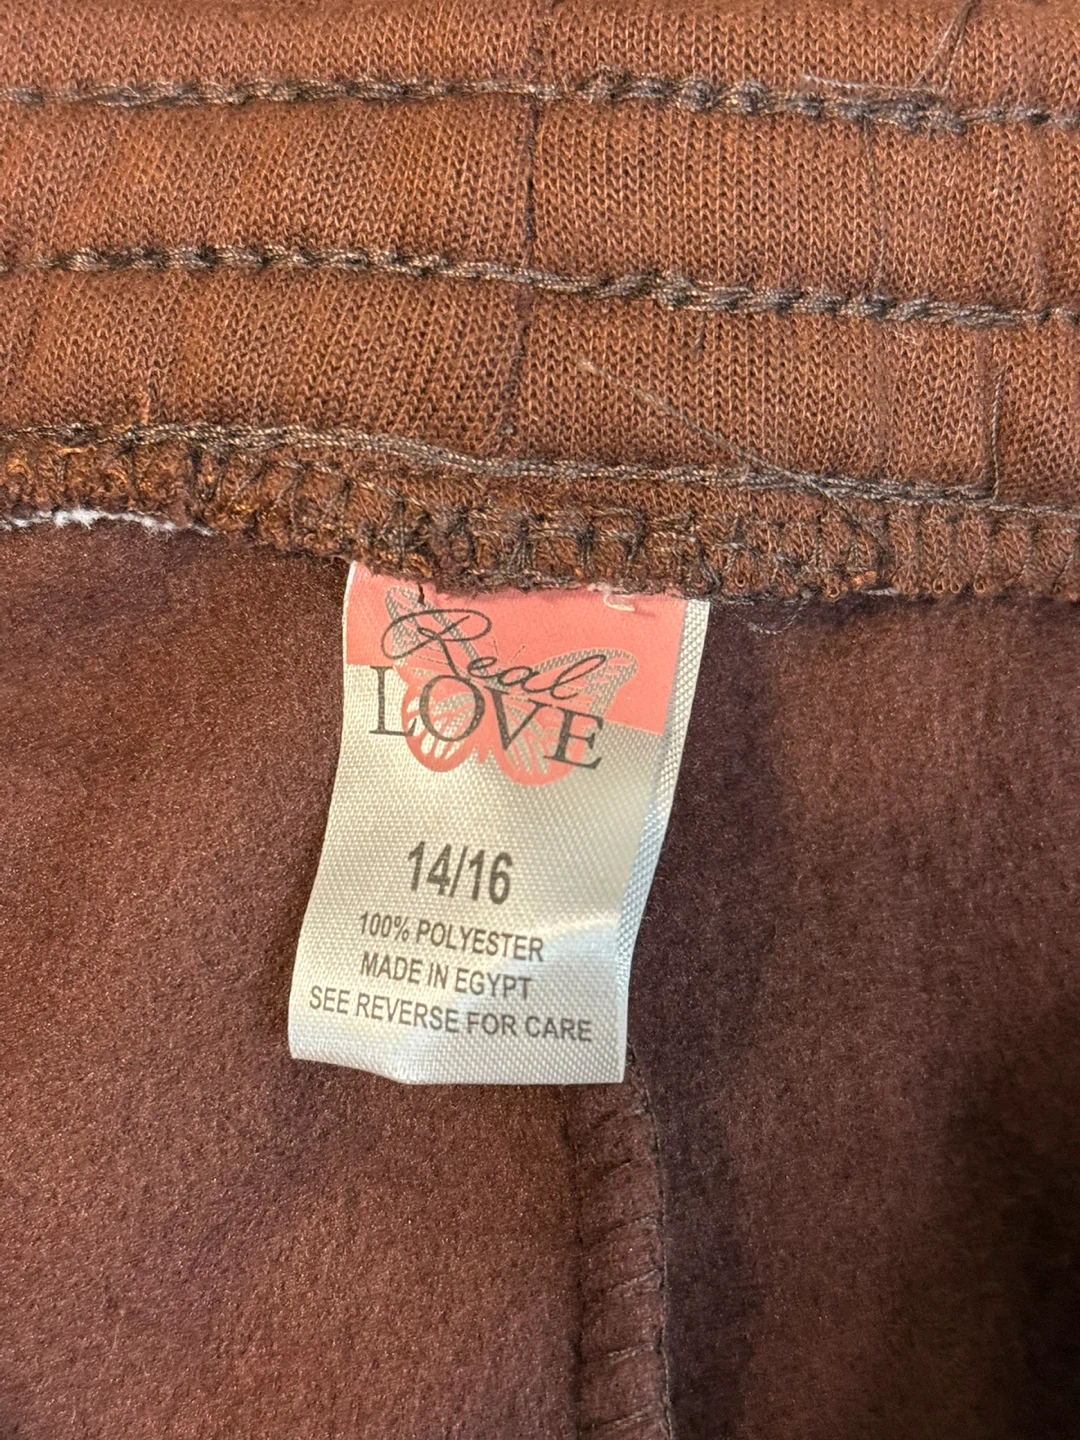 Real
LOVE
14/16
100% POLYESTER
MADE IN EGYPT
SEE REVERSE FOR CARE